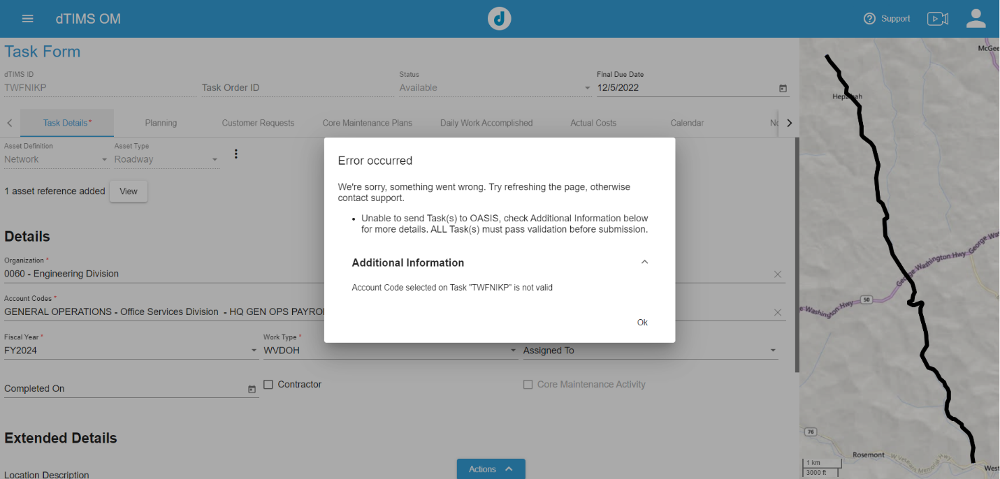 dTIMS OM
d
Support
Task Form
dTIMS ID
TWFNIKP
Task Order ID
Status
Available
Final Due Date
12/5/2022
Task Details*
Planning
Customer Requests
Core Maintenance Plans
Daily Work Accomplished
Actual Costs
Calendar
Asset Definition
Network
Asset Type
Roadway
1 asset reference added
View
Details
Organization *
0060 - Engineering Division
Account Codes *
GENERAL OPERATIONS - Office Services Division - HQ GEN OPS
Fiscal Year *
FY2024
Work Type *
WVDOH
Assigned To
Completed On
Contractor
Core Maintenance Activity
Extended Details
Location Description
Actions
Error occurred
We're sorry, something went wrong. Try refreshing the page, otherwise
contact support.
• Unable to send Task(s) to OASIS, check Additional Information below
for more details. ALL Task(s) must pass validation before submission.
Additional Information
Account Code selected on Task "TWFNIKP" is not valid
Ok
McGee
Hepzibah
George Washington Hwy
George Wa
50
e Washington Hwy
76
Rosemont
W Veterans Memorial Hwy
West
1 km
3000 ft